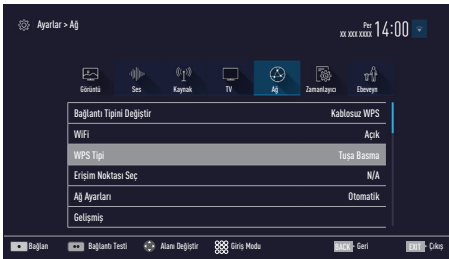 Ayarlar > Ağ
Per
xx xxx xxxx 14:00
Görüntü Ses Kaynak TV Ağ Zamanlayıcı Ebeveyn
Bağlantı Tipini Değiştir Kablosuz WPS
WiFi Açık
WPS Tipi Tuşa Basma
Erişim Noktası Seç N/A
Ağ Ayarları Otomatik
Gelişmiş
Bağlan Bağlantı Testi Alanı Değiştir Giriş Modu BACK Geri EXIT Çıkış